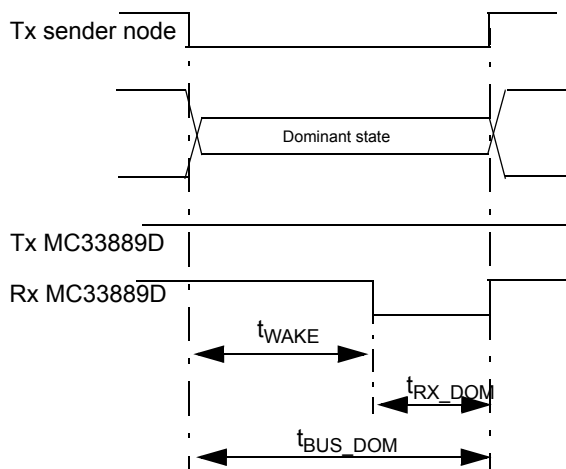 Tx sender node
Dominant state
Tx MC33889D
Rx MC33889D
tWAKE
tRX_DOM
tBUS_DOM